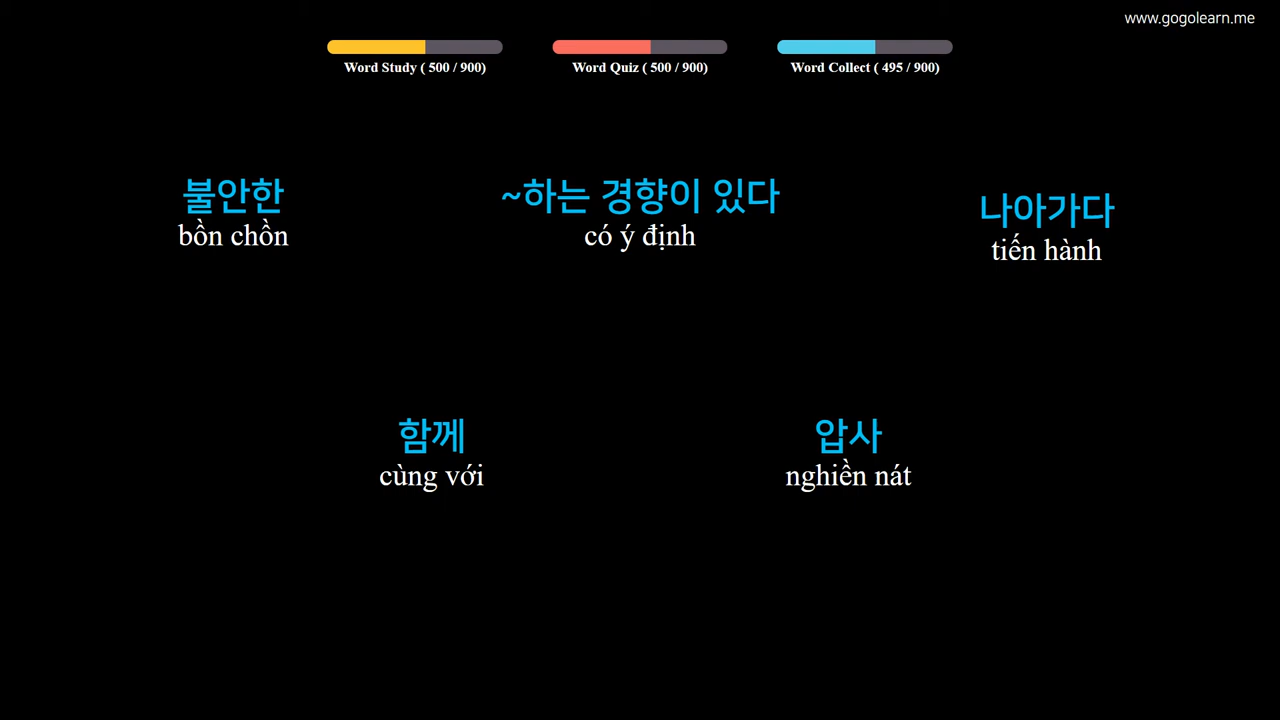 www.gogolearn.me
Word Study ( 500 / 900)
Word Quiz ( 500 / 900)
Word Collect ( 495 / 900)
불안한
bồn chồn
~하는 경향이 있다
có ý định
나아가다
tiến hành
함께
cùng với
압사
nghiền nát